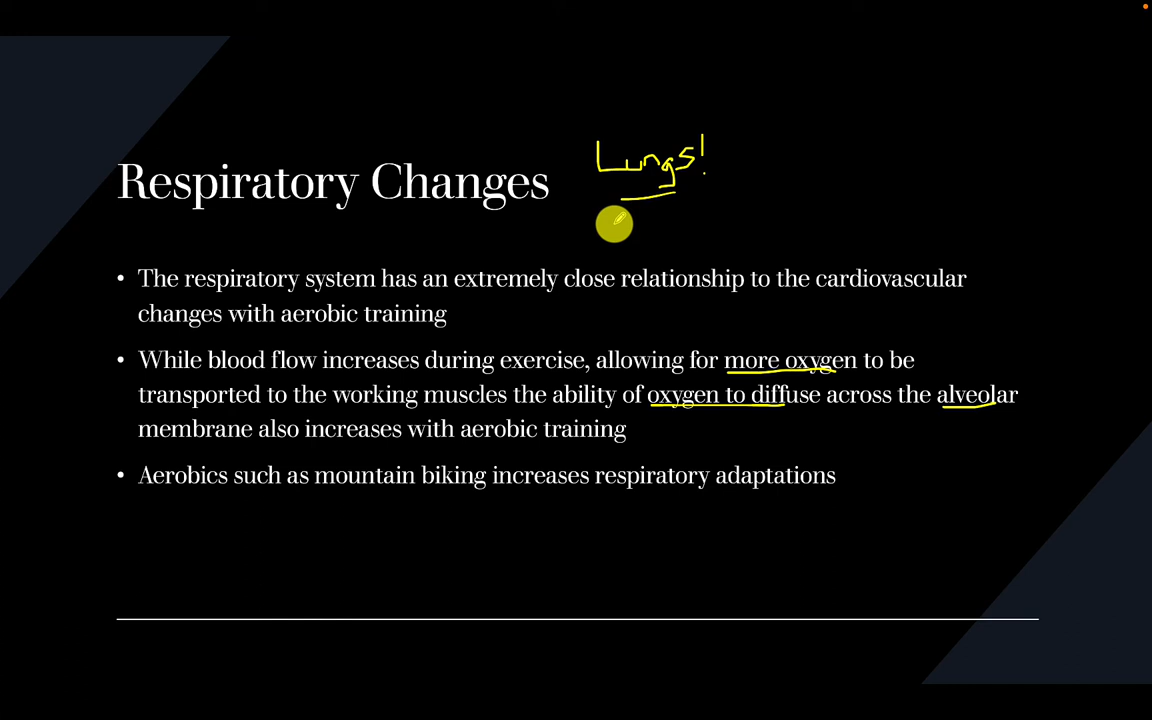 Lungs!
Respiratory Changes
• The respiratory system has an extremely close relationship to the cardiovascular
changes with aerobic training
• While blood flow increases during exercise, allowing for more oxygen to be
transported to the working muscles the ability of oxygen to diffuse across the alveolar
membrane also increases with aerobic training
• Aerobics such as mountain biking increases respiratory adaptations